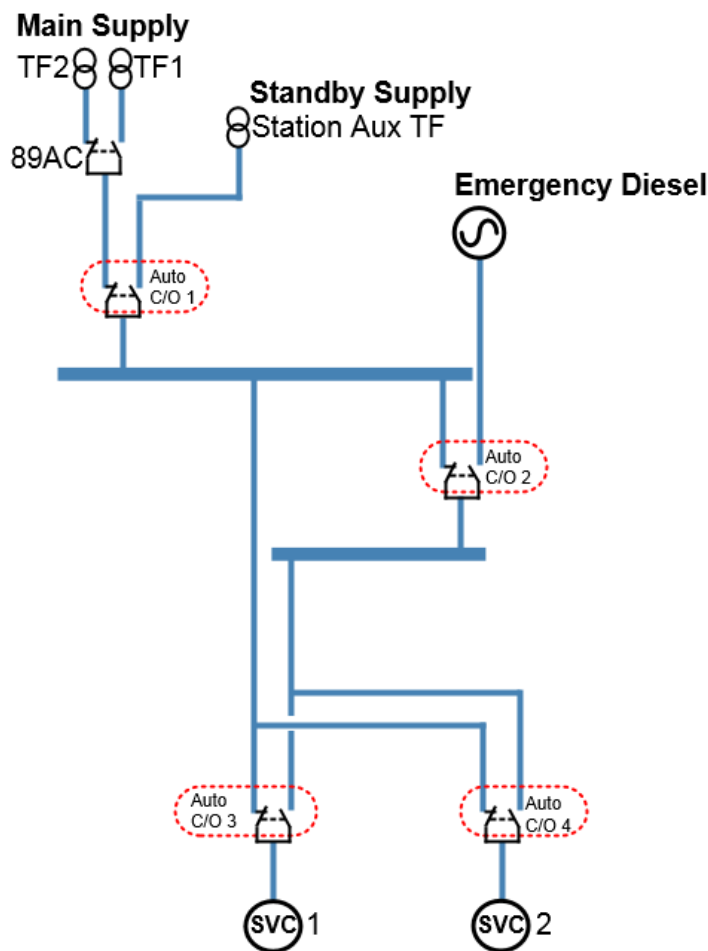 Main Supply
TF2
TF1
Standby Supply
Station Aux TF
89AC
Emergency Diesel
Auto
C/O 1
Auto
C/O 2
Auto
C/O 3
Auto
C/O 4
SVC 1
SVC 2